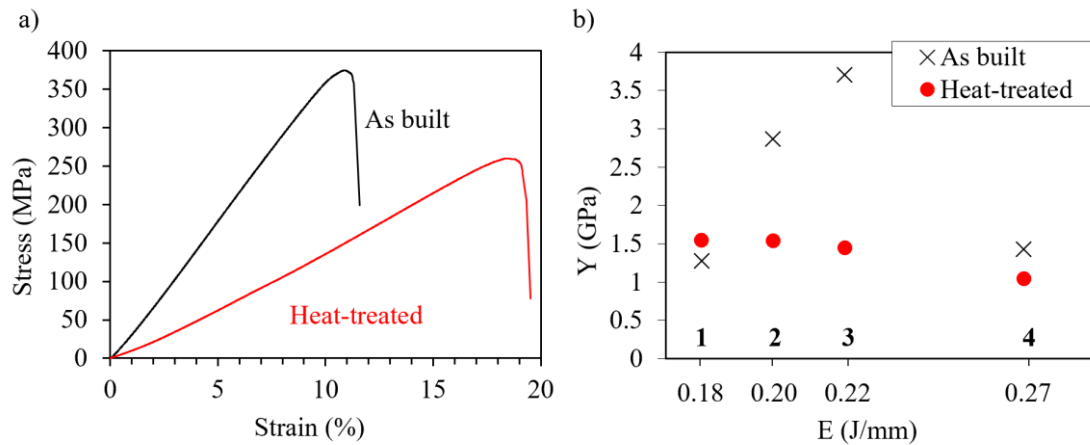 a)
Stress (MPa)
400
350
300
250
200
150
100
50
0
As built
Heat-treated
0 5 10 15 20
Strain (%)
b)
Y (GPa)
4
3.5
3
2.5
2
1.5
1
0.5
0
As built
Heat-treated
1 2 3 4
0.18 0.20 0.22 0.27
E (J/mm)